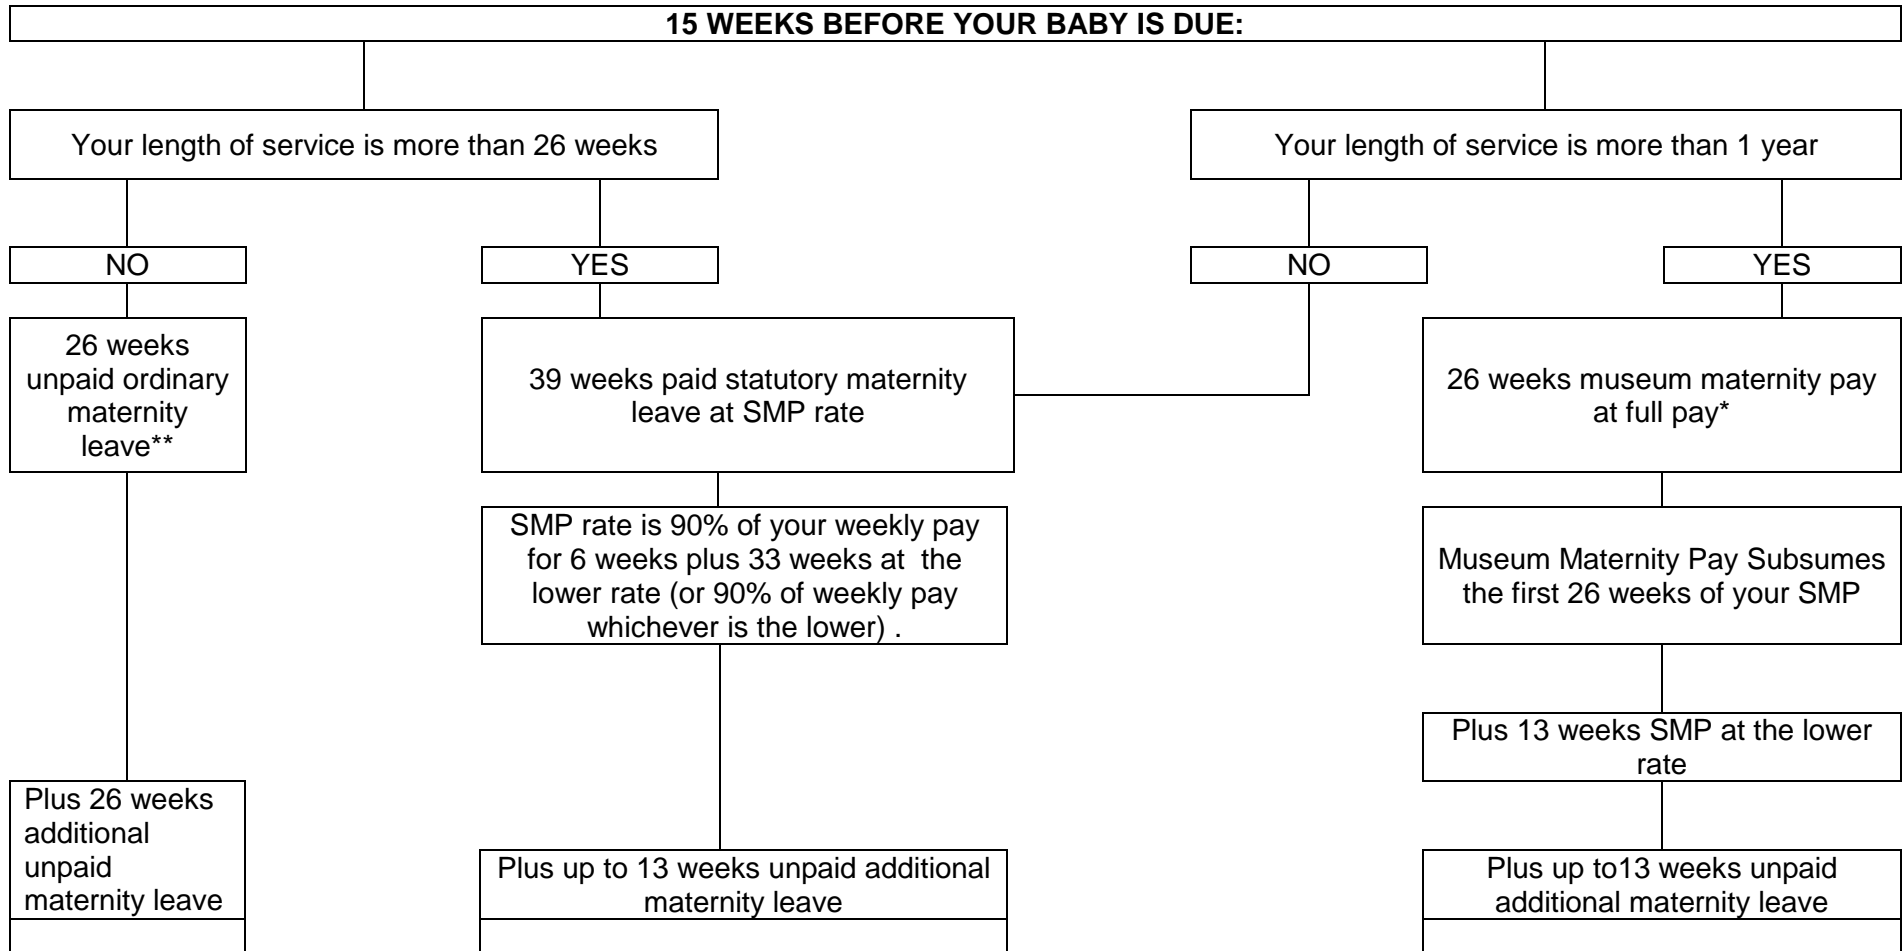 15 WEEKS BEFORE YOUR BABY IS DUE:
Your length of service is more than 26 weeks
Your length of service is more than 1 year
NO
YES
NO
YES
26 weeks
unpaid ordinary
maternity
leave**
39 weeks paid statutory maternity
leave at SMP rate
26 weeks museum maternity pay
at full pay*
SMP rate is 90% of your weekly pay
for 6 weeks plus 33 weeks at  the
lower rate (or 90% of weekly pay
whichever is the lower) .
Museum Maternity Pay Subsumes
the first 26 weeks of your SMP
Plus 13 weeks SMP at the lower
rate
Plus 26 weeks
additional
unpaid
maternity leave
Plus up to 13 weeks unpaid additional
maternity leave
Plus up to13 weeks unpaid
additional maternity leave